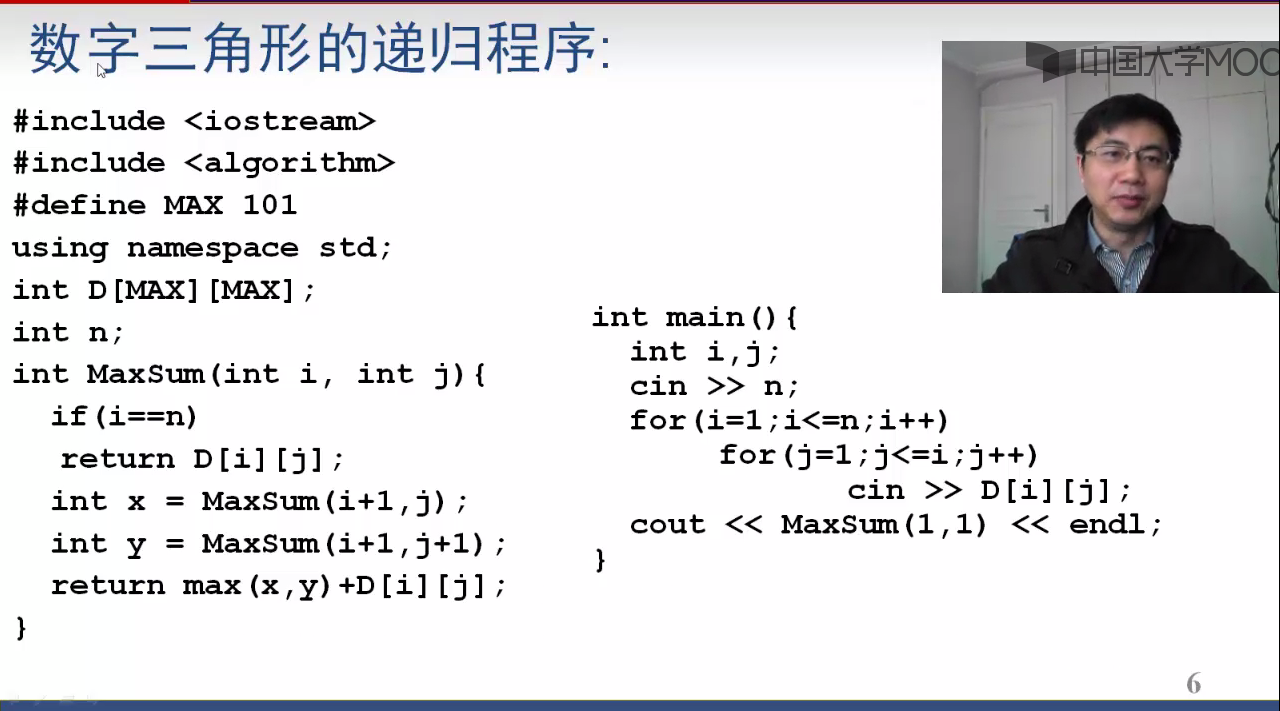 数字三角形的递归程序:
中国大学MOO
#include <iostream>
#include <algorithm>
#define MAX 101
using namespace std;
int D[MAX][MAX];
int n;
int MaxSum(int i, int j){
if(i==n)
return D[i][j];
int x = MaxSum(i+1,j);
int y = MaxSum(i+1,j+1);
return max(x,y)+D[i][j];
}
int main(){
int i,j;
cin >> n;
for(i=1;i<=n;i++)
for(j=1;j<=i;j++)
cin >> D[i][j];
cout << MaxSum(1,1) << endl;
}
6